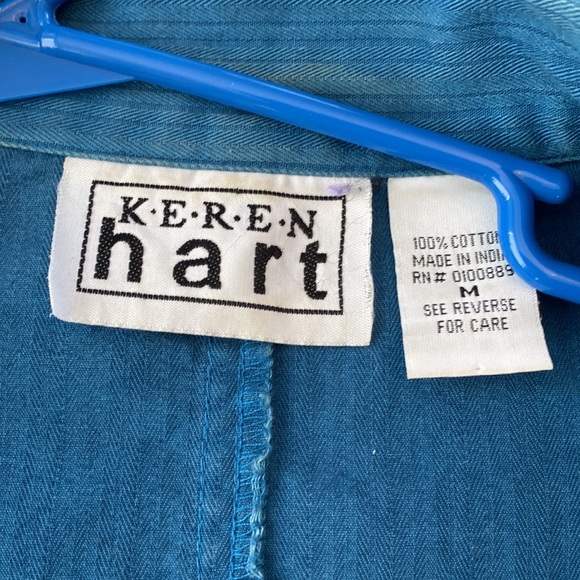 K·E·R·E·N
hart
100% COTTON
MADE IN INDIA
RN# 0100889
M
SEE REVERSE
FOR CARE